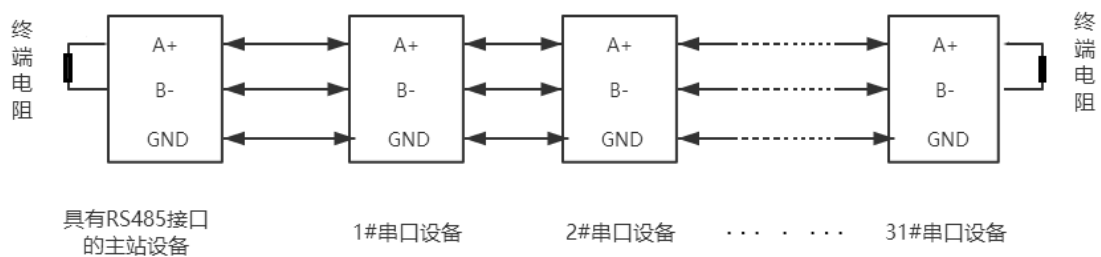 终端电阻
A+ A+ A+ A+
B- B- B- B-
GND GND GND GND
终端电阻
具有RS485接口
的主站设备
1#串口设备
2#串口设备
· · · · · ·
31#串口设备